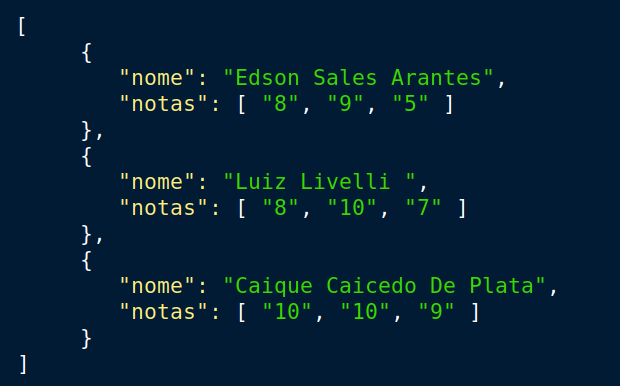 [
{
"nome": "Edson Sales Arantes",
"notas": [ "8", "9", "5" ]
},
{
"nome": "Luiz Livelli ",
"notas": [ "8", "10", "7" ]
},
{
"nome": "Caique Caicedo De Plata",
"notas": [ "10", "10", "9" ]
}
]